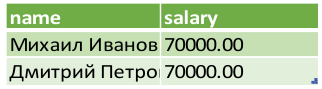 name salary
Михаил Иванов 70000.00
Дмитрий Петро 70000.00